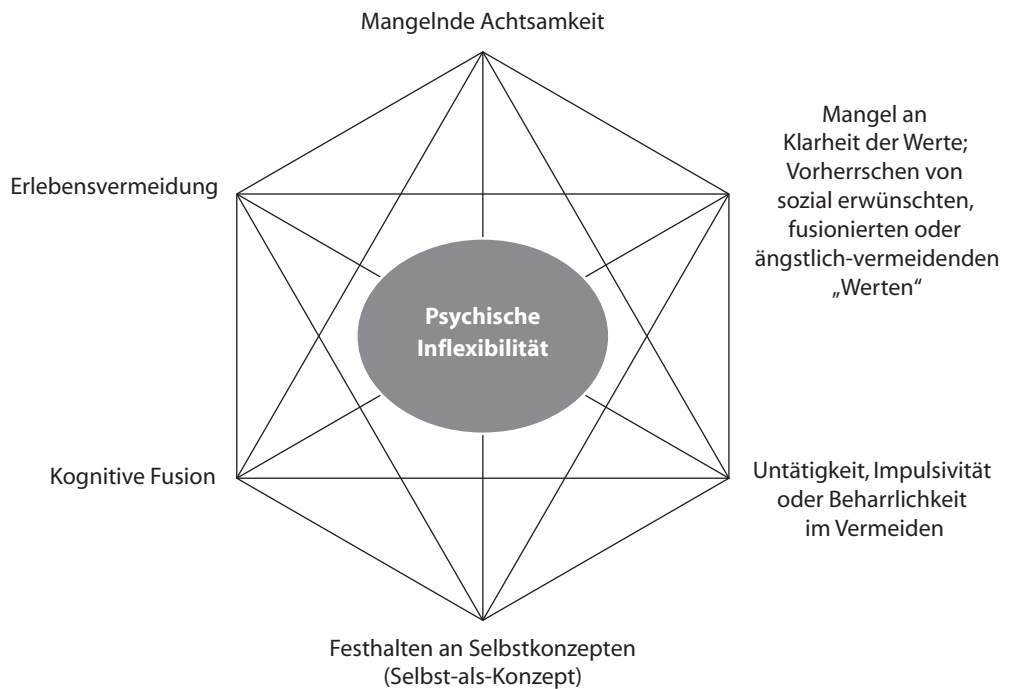 Mangelnde Achtsamkeit
Mangel an
Klarheit der Werte;
Vorherrschen von
sozial erwünschten,
fusionierten oder
ängstlich-vermeidenden
„Werten“
Erlebensvermeidung
Psychische
Inflexibilität
Kognitive Fusion
Untätigkeit, Impulsivität
oder Beharrlichkeit
im Vermeiden
Festhalten an Selbstkonzepten
(Selbst-als-Konzept)